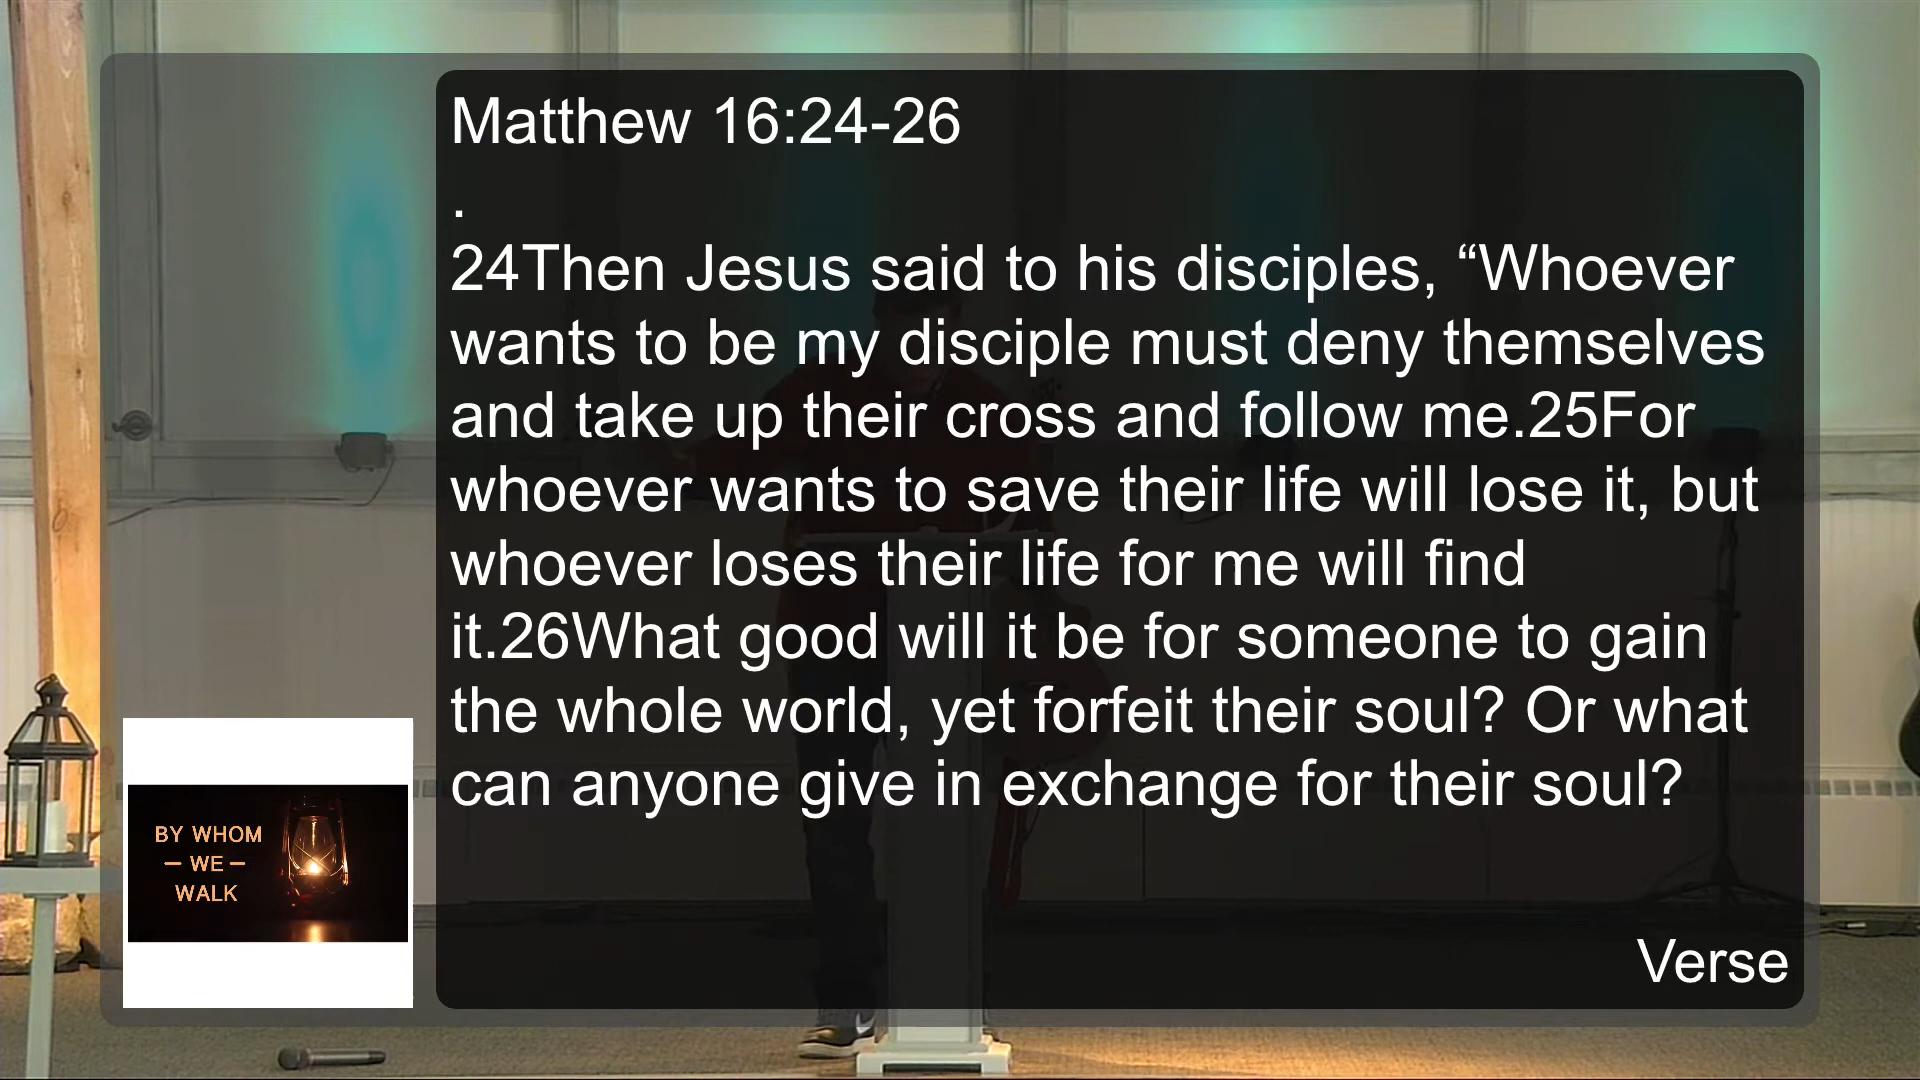 Matthew 16:24-26
.
24Then Jesus said to his disciples, “Whoever
wants to be my disciple must deny themselves
and take up their cross and follow me.25For
whoever wants to save their life will lose it, but
whoever loses their life for me will find
it.26What good will it be for someone to gain
the whole world, yet forfeit their soul? Or what
can anyone give in exchange for their soul?
Verse
BY WHOM
– WE –
WALK